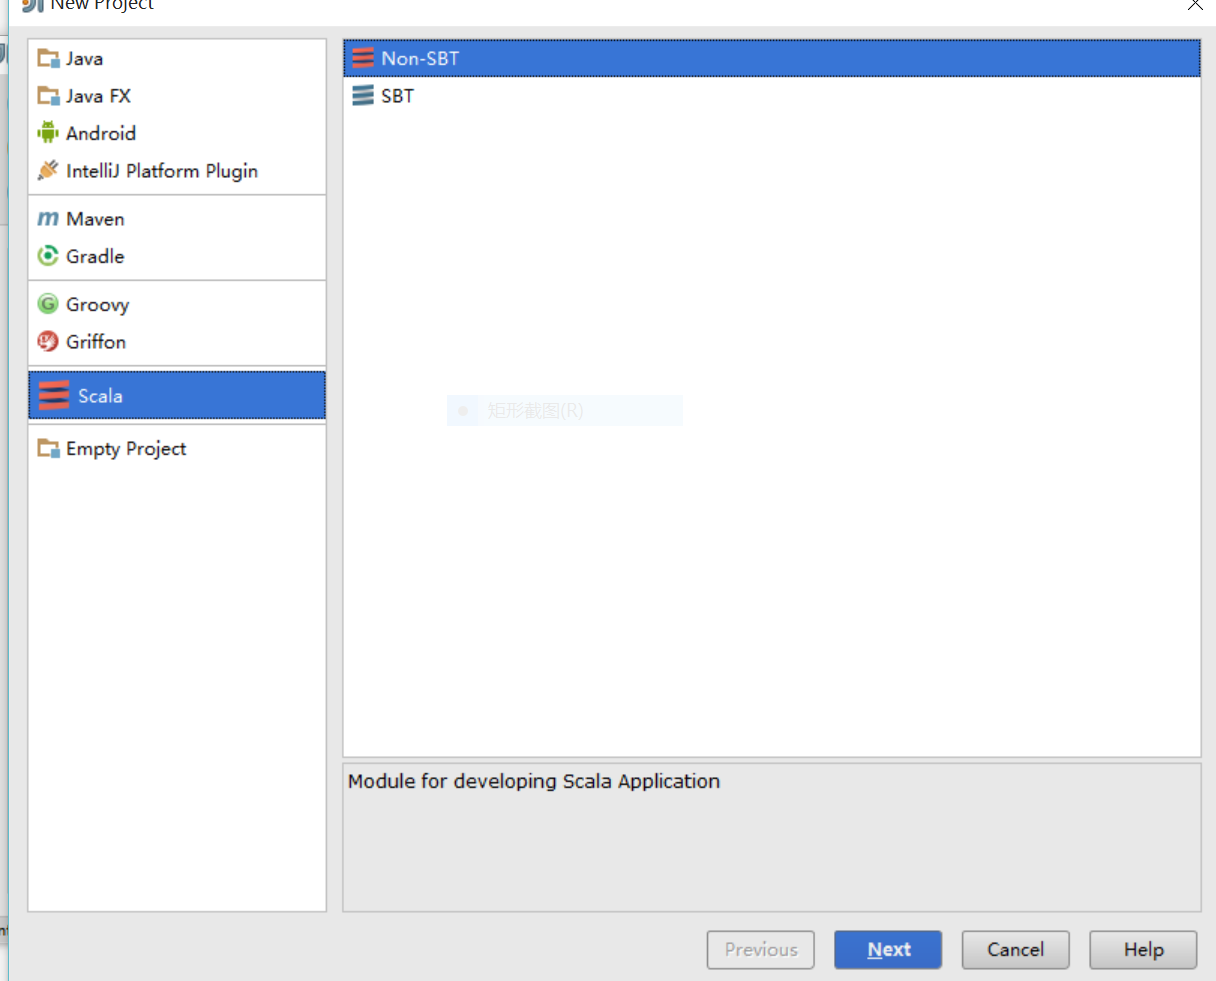 New Project
Java
Java FX
Android
IntelliJ Platform Plugin
Maven
Gradle
Groovy
Griffon
Scala
Empty Project
Non-SBT
SBT
矩形截图(R)
Module for developing Scala Application
Previous
Next
Cancel
Help